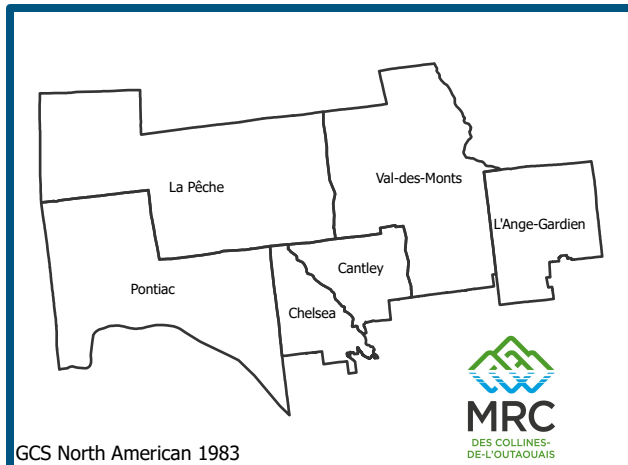 La Pêche
Val-des-Monts
L'Ange-Gardien
Pontiac
Cantley
Chelsea
MRC
DES COLLINES-
DE-L'OUTAOUAIS
GCS North American 1983